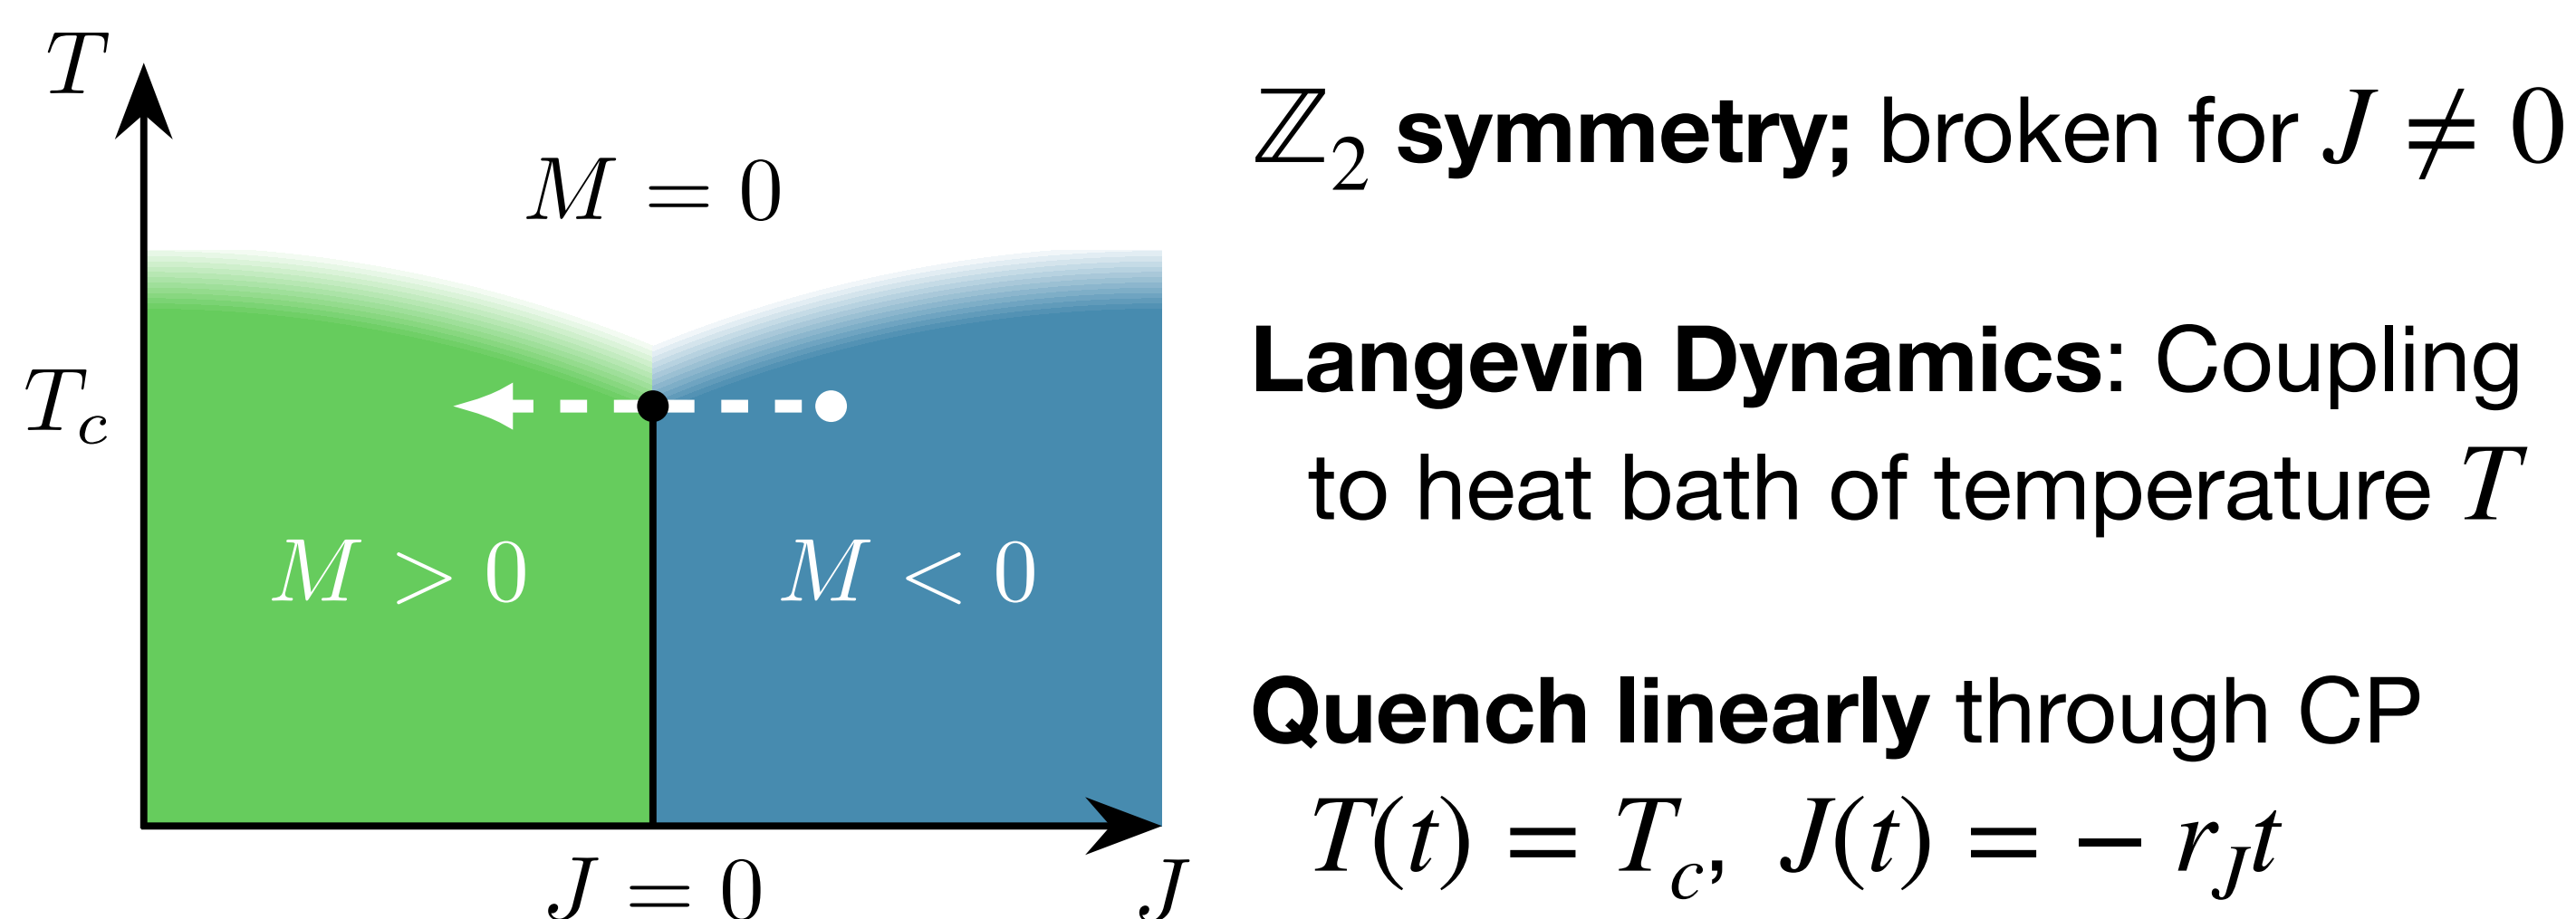 T
M = 0
T_c
M > 0
M < 0
J = 0
J
ℤ₂ symmetry; broken for J ≠ 0
Langevin Dynamics: Coupling
to heat bath of temperature T
Quench linearly through CP
T(t) = T_c, J(t) = − r_J t